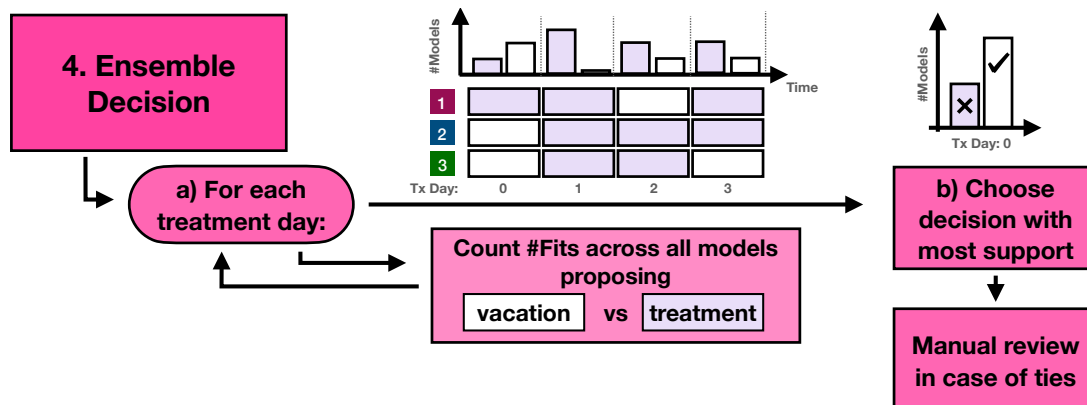 4. Ensemble
Decision
#Models
Time
1
2
3
Tx Day:
0
1
2
3
a) For each
treatment day:
Count #Fits across all models
proposing
vacation vs treatment
#Models
Tx Day: 0
b) Choose
decision with
most support
Manual review
in case of ties